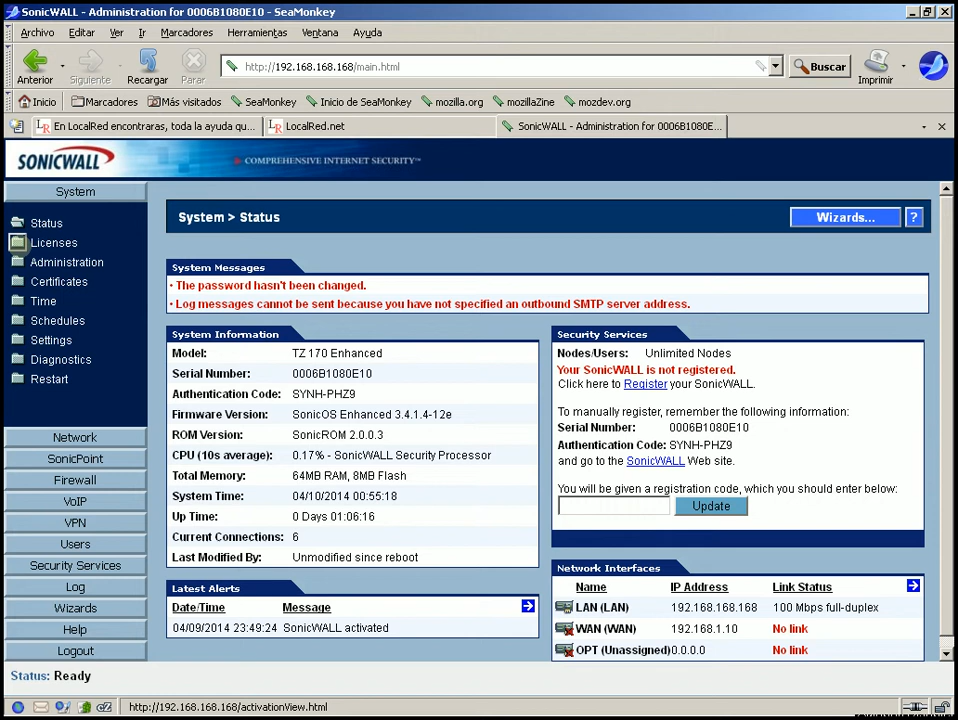 SonicWALL - Administration for 0006B1080E10 - SeaMonkey
Archivo Editar Ver Ir Marcadores Herramientas Ventana Ayuda
Anterior Siguiente Recargar Parar http://192.168.168.168/main.html Buscar Imprimir
Inicio Marcadores Más visitados SeaMonkey Inicio de SeaMonkey mozilla.org mozillaZine mozdev.org
En LocalRed encontraras, toda la ayuda qu... LocalRed.net SonicWALL - Administration for 0006B1080E...
SONICWALL COMPREHENSIVE INTERNET SECURITY™
System
Status
Licenses
Administration
Certificates
Time
Schedules
Settings
Diagnostics
Restart
Network
SonicPoint
Firewall
VoIP
VPN
Users
Security Services
Log
Wizards
Help
Logout
System > Status Wizards... ?
System Messages
• The password hasn't been changed.
• Log messages cannot be sent because you have not specified an outbound SMTP server address.
System Information
Model: TZ 170 Enhanced
Serial Number: 0006B1080E10
Authentication Code: SYNH-PHZ9
Firmware Version: SonicOS Enhanced 3.4.1.4-12e
ROM Version: SonicROM 2.0.0.3
CPU (10s average): 0.17% - SonicWALL Security Processor
Total Memory: 64MB RAM, 8MB Flash
System Time: 04/10/2014 00:55:18
Up Time: 0 Days 01:06:16
Current Connections: 6
Last Modified By: Unmodified since reboot
Latest Alerts
Date/Time Message
04/09/2014 23:49:24 SonicWALL activated
Security Services
Nodes/Users: Unlimited Nodes
Your SonicWALL is not registered.
Click here to Register your SonicWALL.
To manually register, remember the following information:
Serial Number: 0006B1080E10
Authentication Code: SYNH-PHZ9
and go to the SonicWALL Web site.
You will be given a registration code, which you should enter below:
Update
Network Interfaces
Name IP Address Link Status
LAN (LAN) 192.168.168.168 100 Mbps full-duplex
WAN (WAN) 192.168.1.10 No link
OPT (Unassigned) 0.0.0.0 No link
Status: Ready
http://192.168.168.168/activationView.html